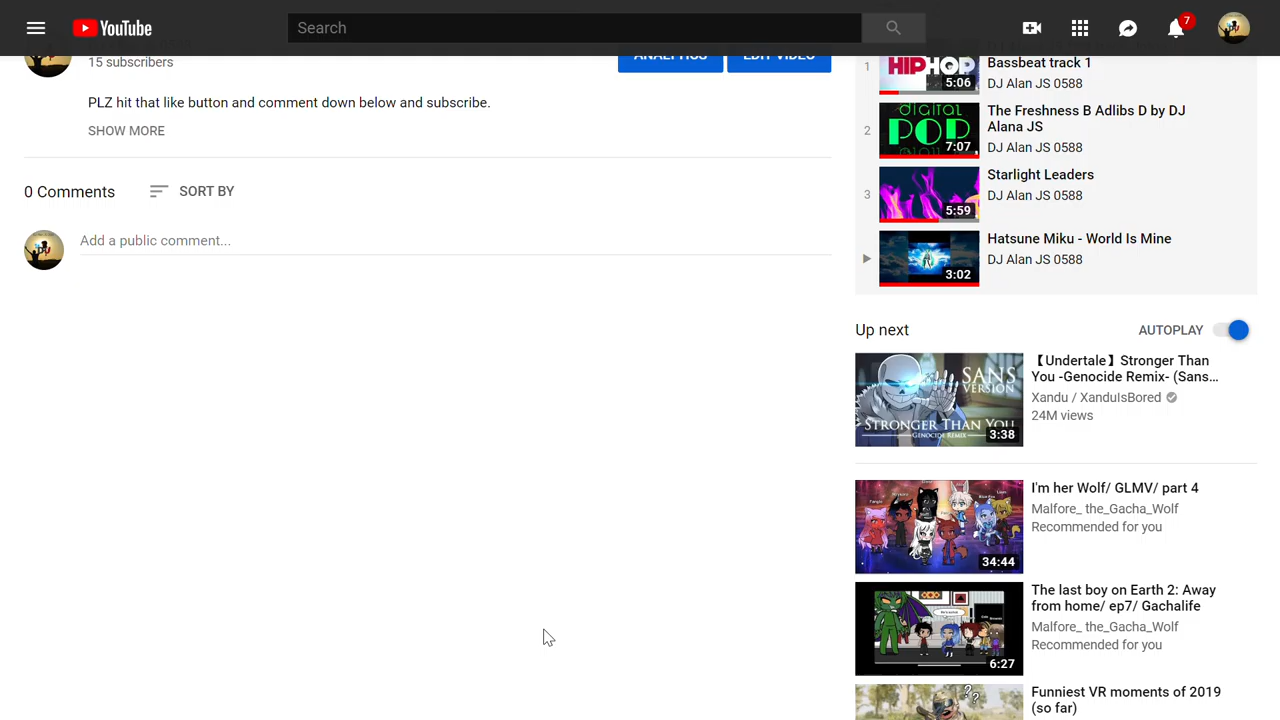 YouTube
Search
7
15 subscribers
ANALYTICS
EDIT VIDEO
PLZ hit that like button and comment down below and subscribe.
SHOW MORE
0 Comments
SORT BY
Add a public comment...
1
HIPHOP
5:06
Bassbeat track 1
DJ Alan JS 0588
2
digital
POP
7:07
The Freshness B Adlibs D by DJ
Alana JS
DJ Alan JS 0588
3
5:59
Starlight Leaders
DJ Alan JS 0588
3:02
Hatsune Miku - World Is Mine
DJ Alan JS 0588
Up next
AUTOPLAY
SANS
VERSION
STRONGER THAN YOU
GENOCIDE REMIX
3:38
【Undertale】Stronger Than
You -Genocide Remix- (Sans...
Xandu / XanduIsBored
24M views
34:44
I'm her Wolf/ GLMV/ part 4
Malfore_ the_Gacha_Wolf
Recommended for you
6:27
The last boy on Earth 2: Away
from home/ ep7/ Gachalife
Malfore_ the_Gacha_Wolf
Recommended for you
??
Funniest VR moments of 2019
(so far)